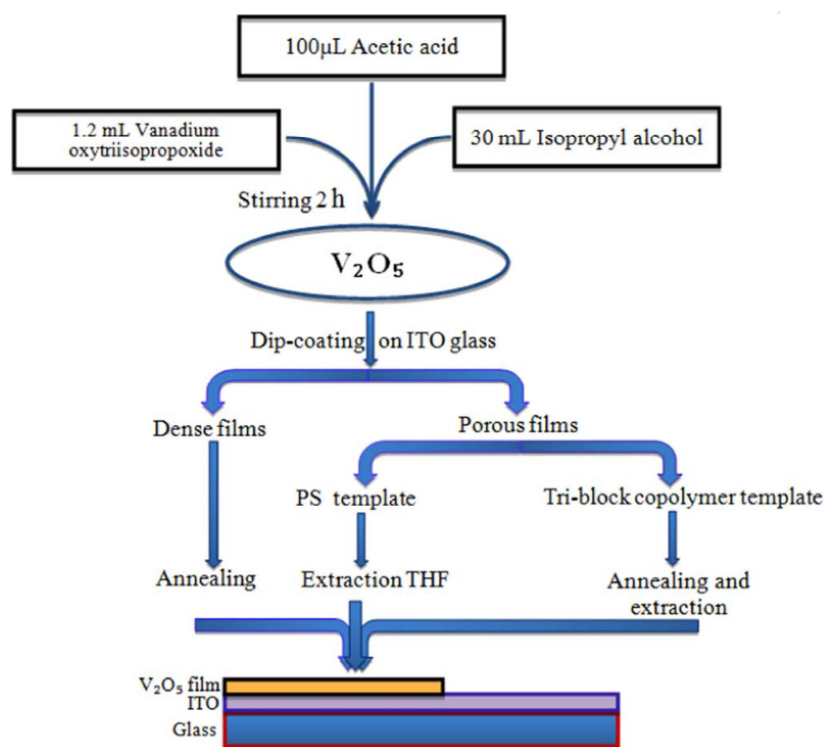 100µL Acetic acid
1.2 mL Vanadium
oxytriisopropoxide
30 mL Isopropyl alcohol
Stirring 2 h
V₂O₅
Dip-coating on ITO glass
Dense films
Porous films
PS template
Tri-block copolymer template
Annealing
Extraction THF
Annealing and
extraction
V₂O₅ film
ITO
Glass